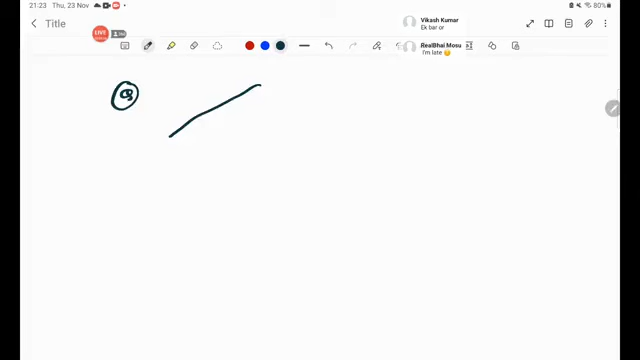 21:23 Thu, 23 Nov
80%
Title
LIVE
Vikash Kumar
Ek bar or
RealBhai Mosu
I'm late
Q